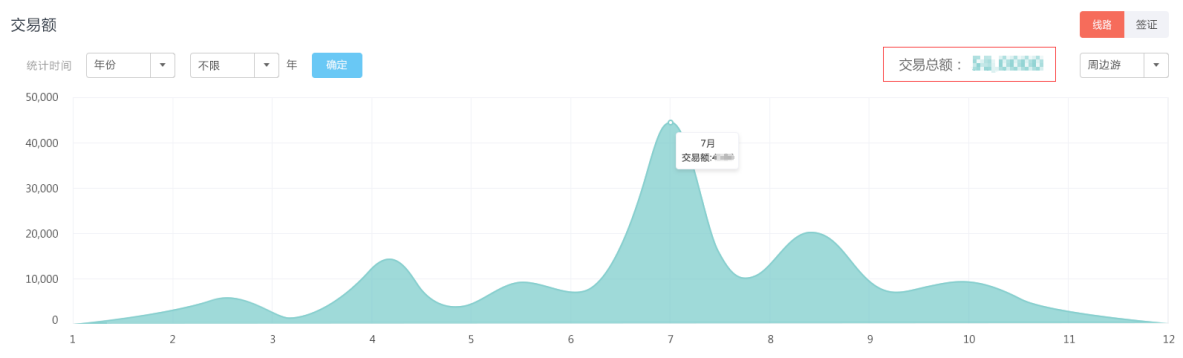 交易额
线路 签证
统计时间 年份 不限 年 确定 交易总额： 周边游
50,000
40,000
30,000
20,000
10,000
0
7月
交易额:
1 2 3 4 5 6 7 8 9 10 11 12